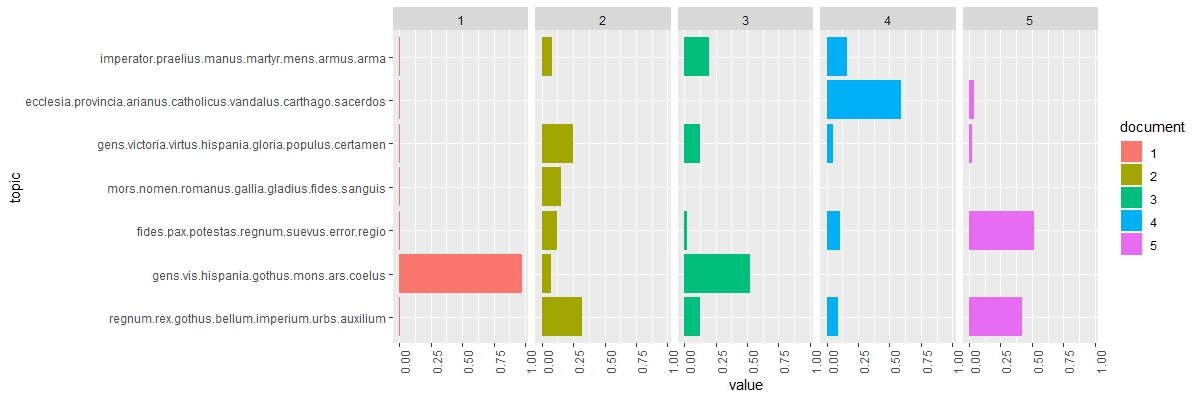 1 2 3 4 5
imperator.praelius.manus.martyr.mens.armus.arma
ecclesia.provincia.arianus.catholicus.vandalus.carthago.sacerdos
gens.victoria.virtus.hispania.gloria.populus.certamen
mors.nomen.romanus.gallia.gladius.fides.sanguis
fides.pax.potestas.regnum.suevus.error.regio
gens.vis.hispania.gothus.mons.ars.coelus
regnum.rex.gothus.bellum.imperium.urbs.auxilium
topic
0.00 0.25 0.50 0.75 1.00 0.00 0.25 0.50 0.75 1.00 0.00 0.25 0.50 0.75 1.00 0.00 0.25 0.50 0.75 1.00 0.00 0.25 0.50 0.75 1.00
value
document
1
2
3
4
5